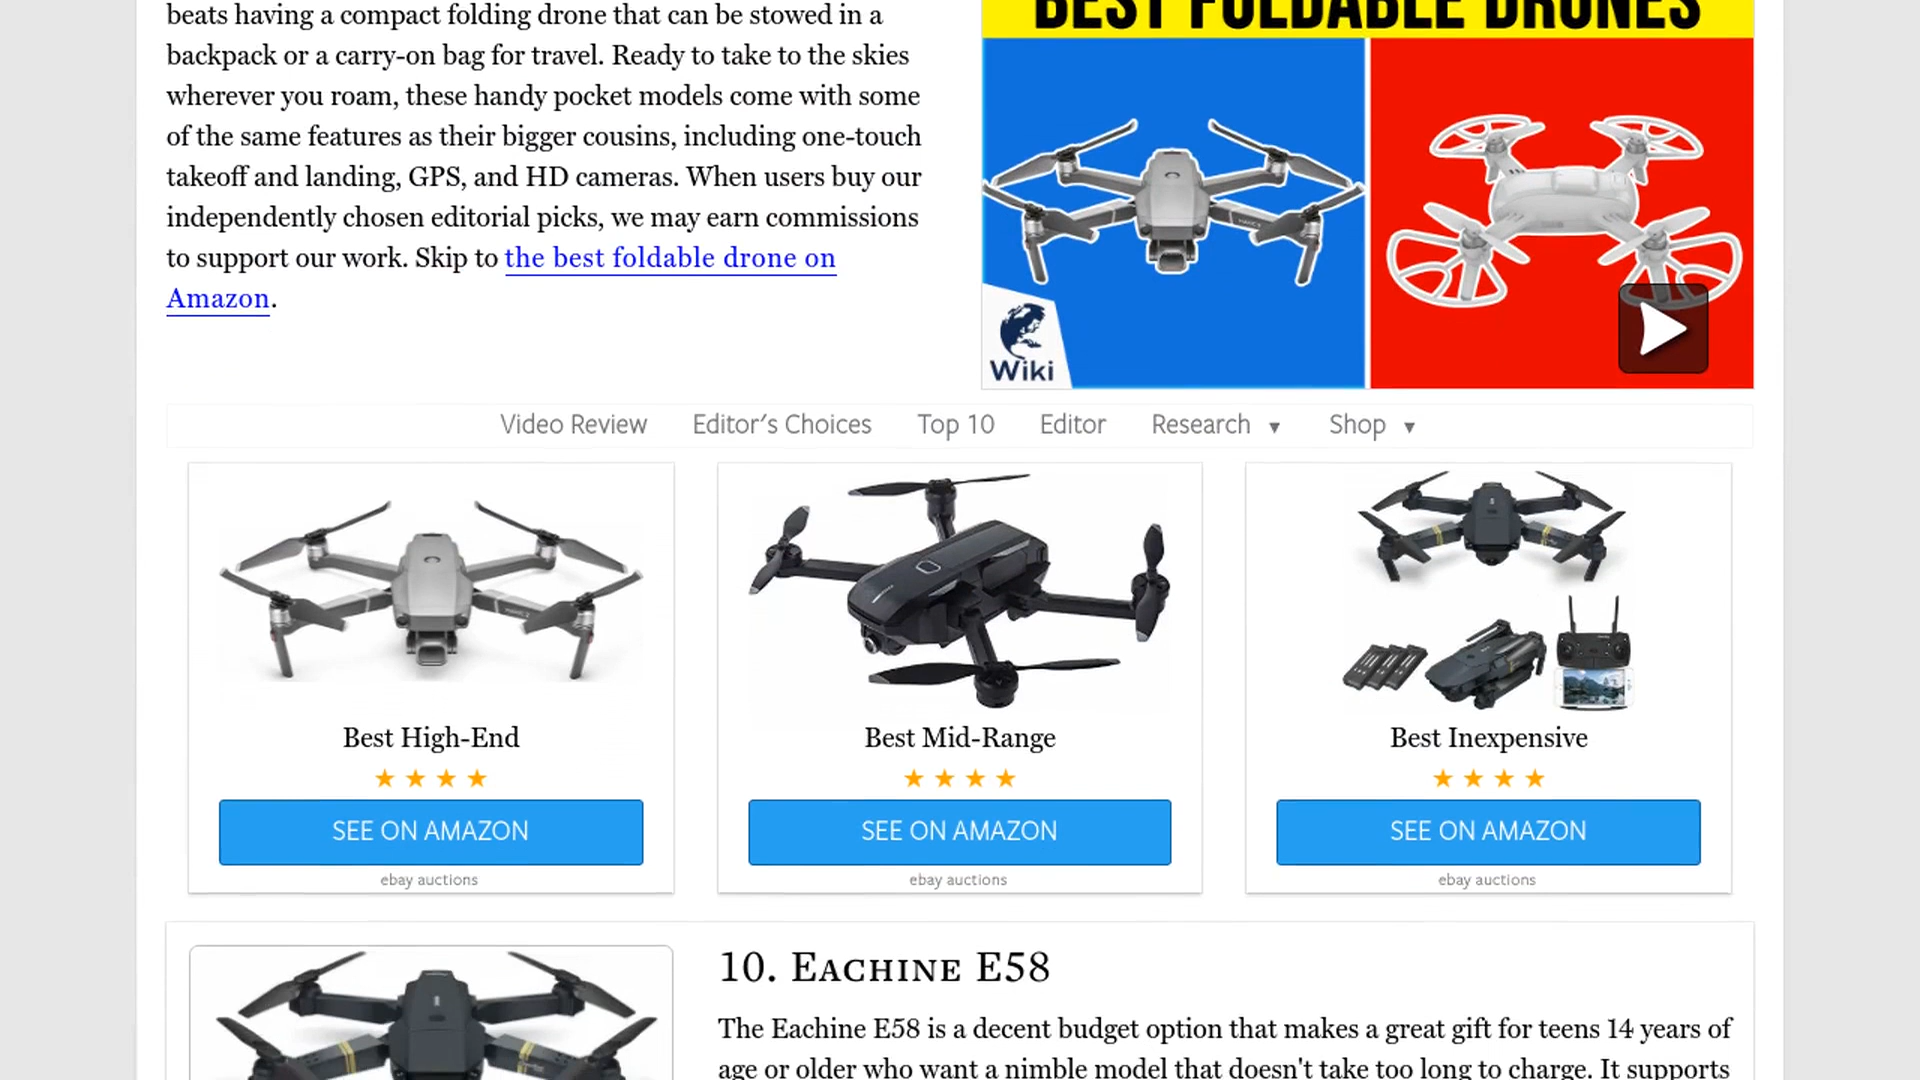 beats having a compact folding drone that can be stowed in a
backpack or a carry-on bag for travel. Ready to take to the skies
wherever you roam, these handy pocket models come with some
of the same features as their bigger cousins, including one-touch
takeoff and landing, GPS, and HD cameras. When users buy our
independently chosen editorial picks, we may earn commissions
to support our work. Skip to the best foldable drone on
Amazon.
BEST FOLDABLE DRONES
Wiki
Video Review Editor's Choices Top 10 Editor Research ▼ Shop ▼
Best High-End
★ ★ ★ ★
SEE ON AMAZON
ebay auctions
Best Mid-Range
★ ★ ★ ★
SEE ON AMAZON
ebay auctions
Best Inexpensive
★ ★ ★ ★
SEE ON AMAZON
ebay auctions
10. Eachine E58
The Eachine E58 is a decent budget option that makes a great gift for teens 14 years of
age or older who want a nimble model that doesn't take too long to charge. It supports